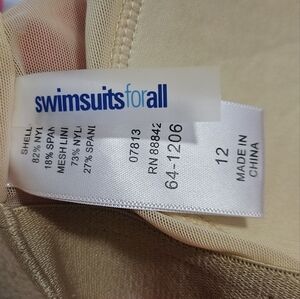 swimsuitsforall
SHELL
82% NYL
18% SPAN
MESH LINI
73% NYL
27% SPAND
07813
RN 88842
64-1206
12
MADE IN
CHINA